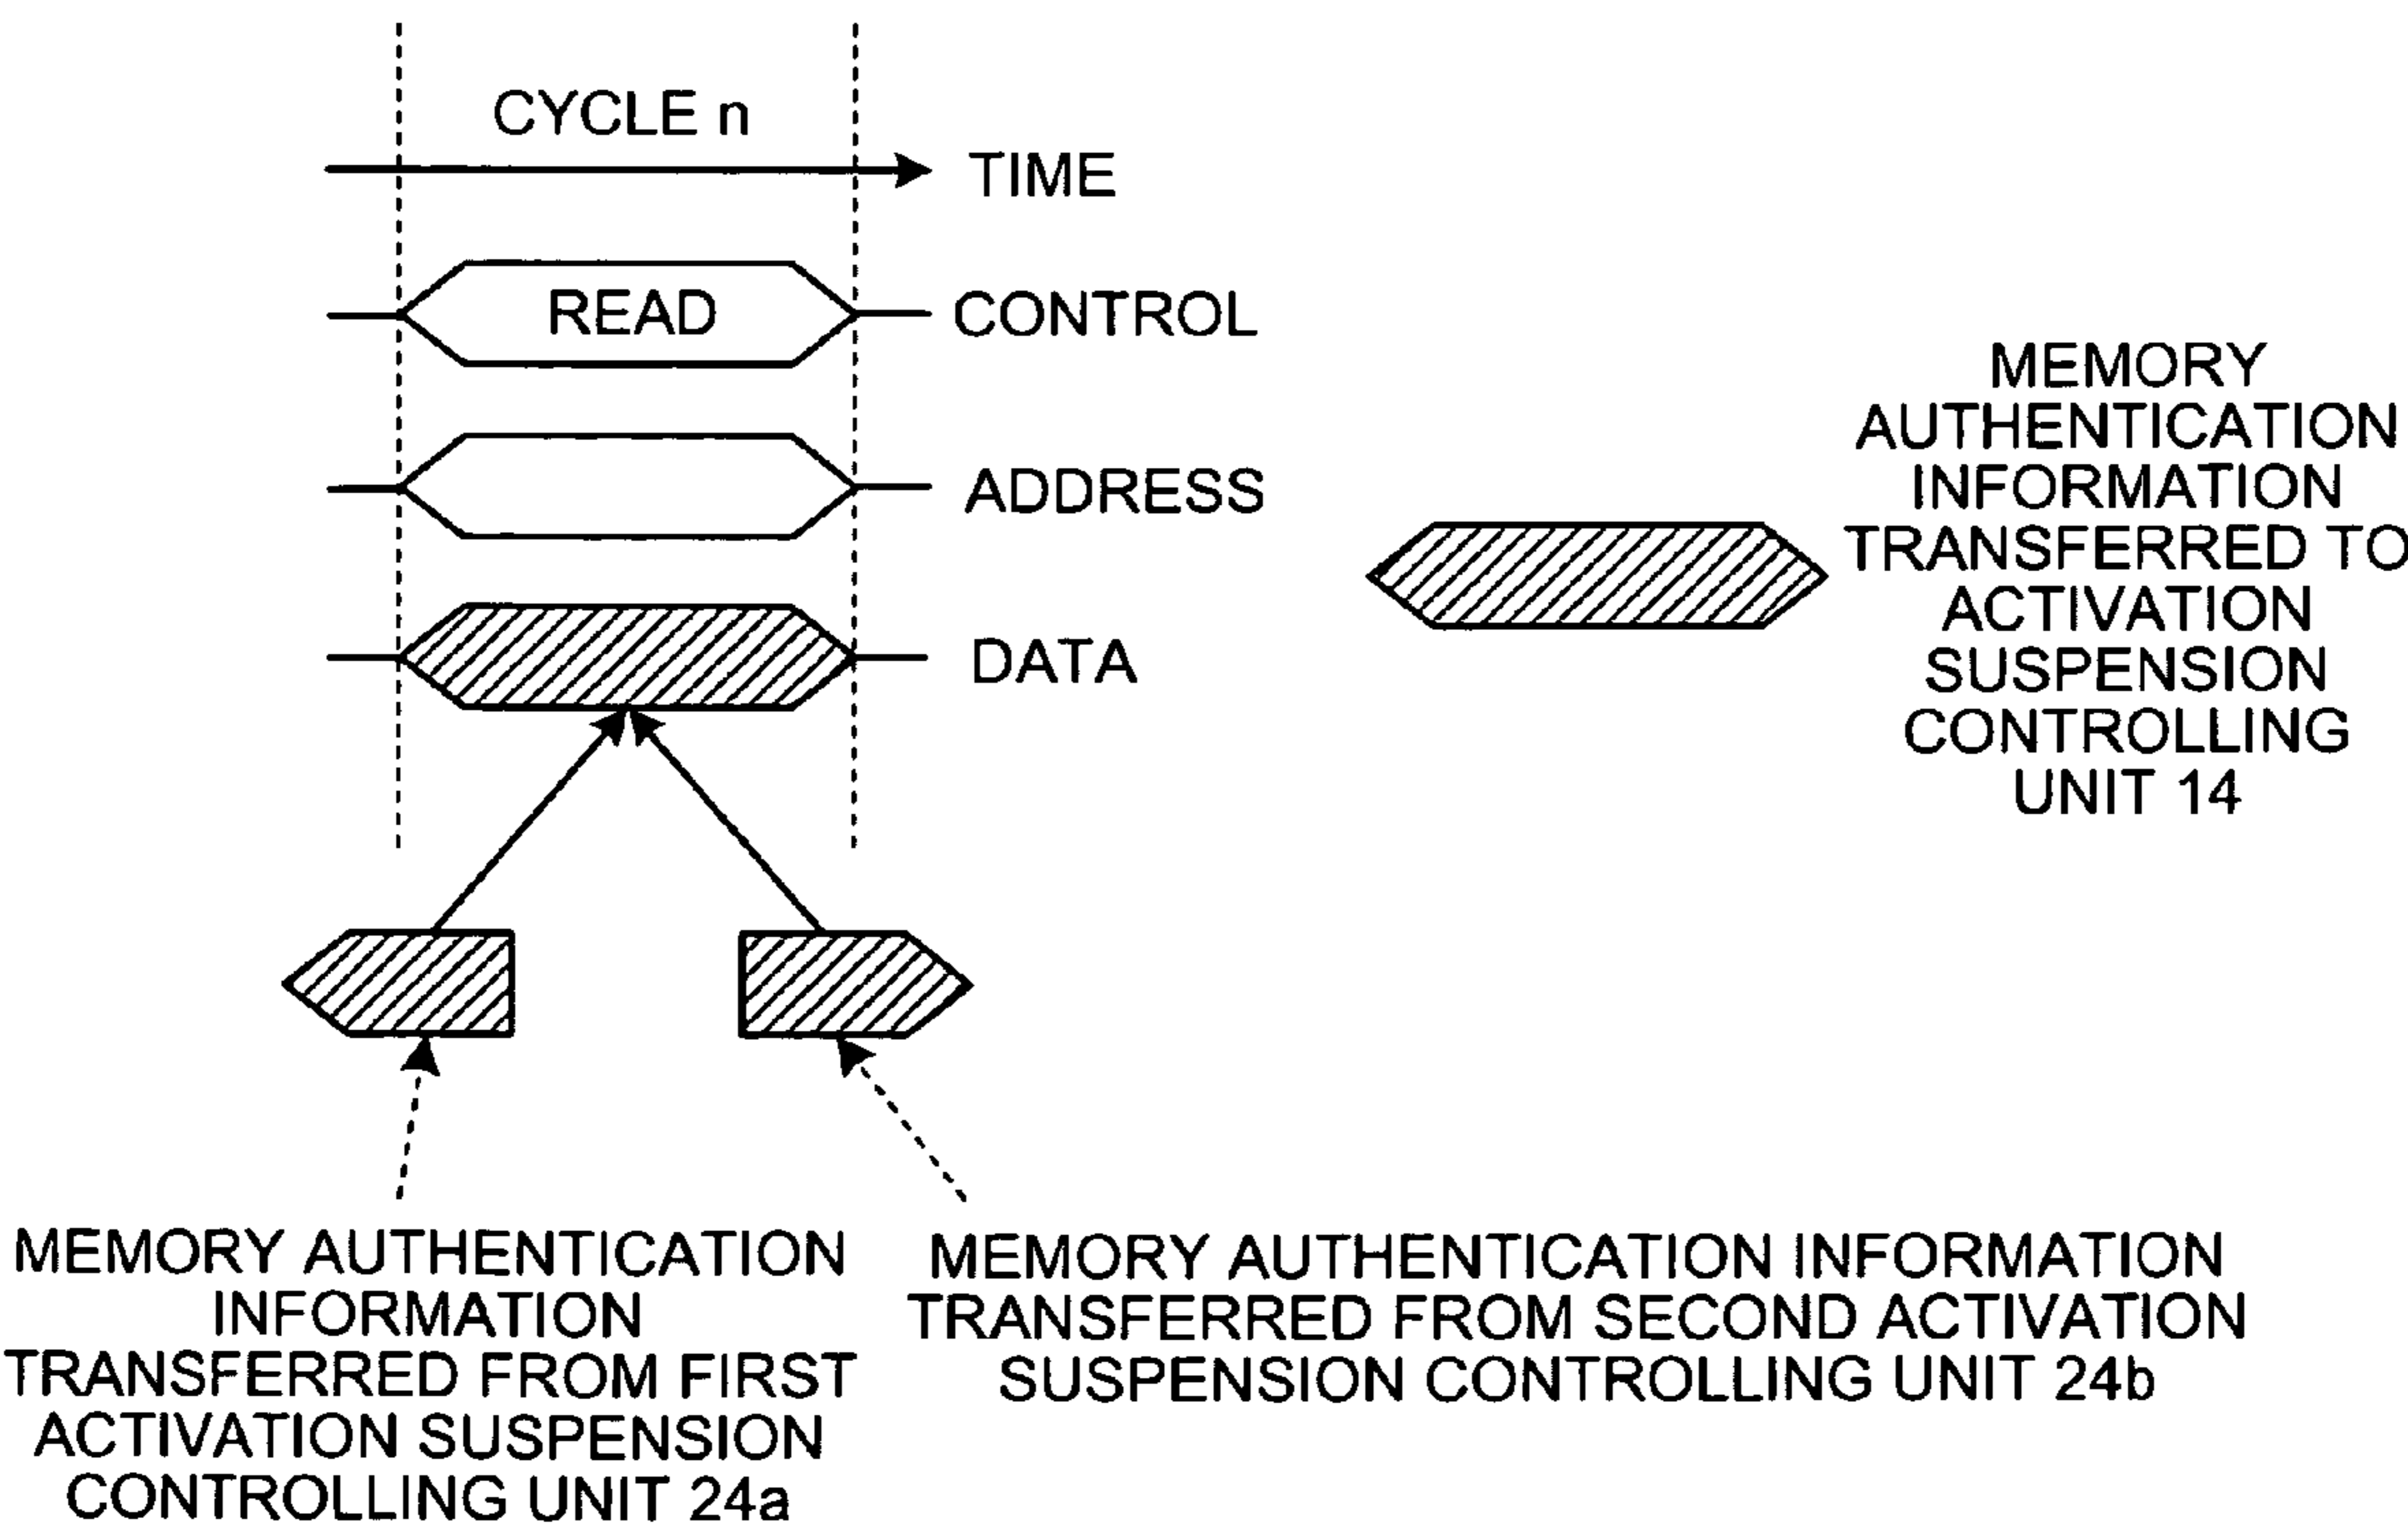 CYCLE n
TIME
READ
CONTROL
ADDRESS
DATA
MEMORY
AUTHENTICATION
INFORMATION
TRANSFERRED TO
ACTIVATION
SUSPENSION
CONTROLLING
UNIT 14
MEMORY AUTHENTICATION
INFORMATION
TRANSFERRED FROM FIRST
ACTIVATION SUSPENSION
CONTROLLING UNIT 24a
MEMORY AUTHENTICATION INFORMATION
TRANSFERRED FROM SECOND ACTIVATION
SUSPENSION CONTROLLING UNIT 24b